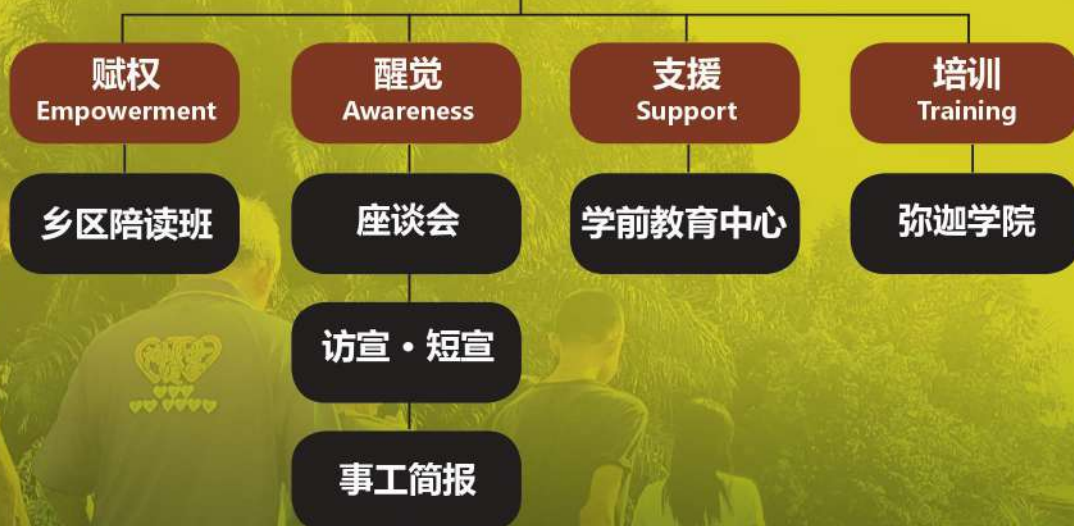 赋权
Empowerment
乡区陪读班
醒觉
Awareness
座谈会
访宣・短宣
事工简报
支援
Support
学前教育中心
培训
Training
弥迦学院